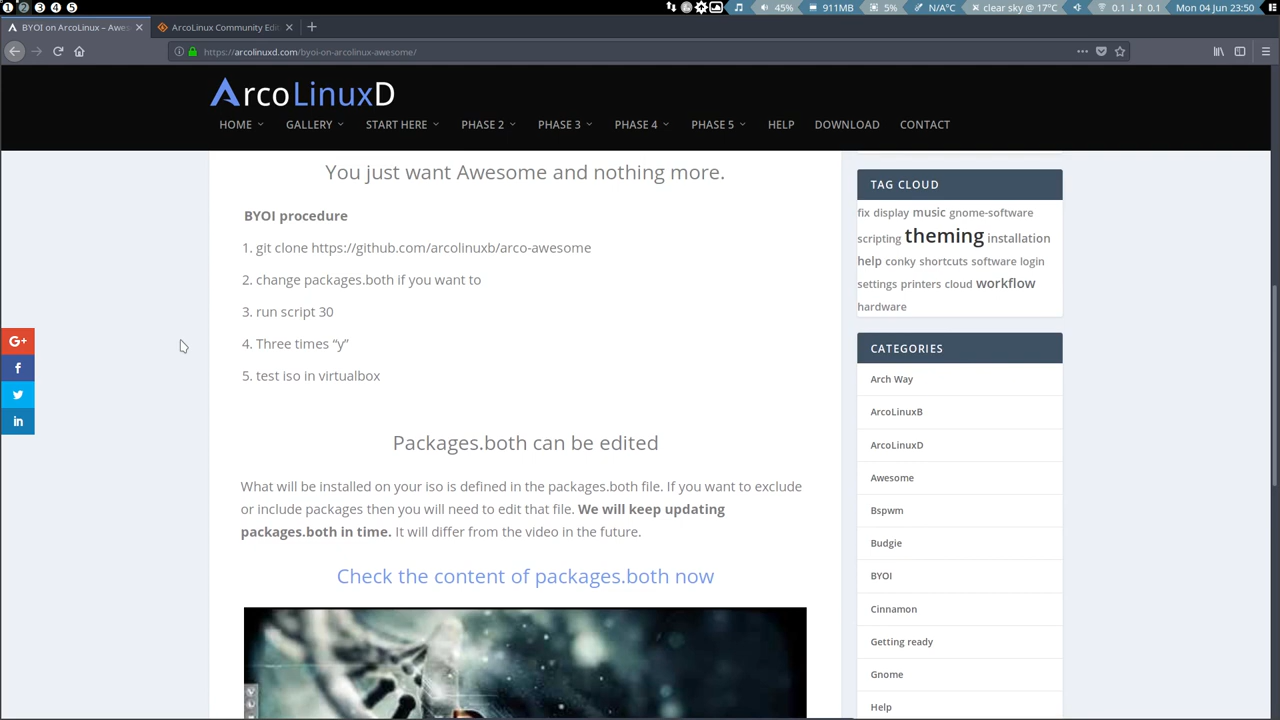 1 2 3 4 5
45% 911MB 5% N/A°C clear sky @ 17°C 0.1 ↓↑ 0.1 Mon 04 Jun 23:50
BYOI on ArcoLinux – Awes
ArcoLinux Community Edi
https://arcolinuxd.com/byoi-on-arcolinux-awesome/
ArcoLinuxD
HOME GALLERY START HERE PHASE 2 PHASE 3 PHASE 4 PHASE 5 HELP DOWNLOAD CONTACT
You just want Awesome and nothing more.
BYOI procedure
1. git clone https://github.com/arcolinuxb/arco-awesome
2. change packages.both if you want to
3. run script 30
4. Three times “y”
5. test iso in virtualbox
Packages.both can be edited
What will be installed on your iso is defined in the packages.both file. If you want to exclude
or include packages then you will need to edit that file. We will keep updating
packages.both in time. It will differ from the video in the future.
Check the content of packages.both now
G+
f
in
TAG CLOUD
fix display music gnome-software
scripting theming installation
help conky shortcuts software login
settings printers cloud workflow
hardware
CATEGORIES
Arch Way
ArcoLinuxB
ArcoLinuxD
Awesome
Bspwm
Budgie
BYOI
Cinnamon
Getting ready
Gnome
Help